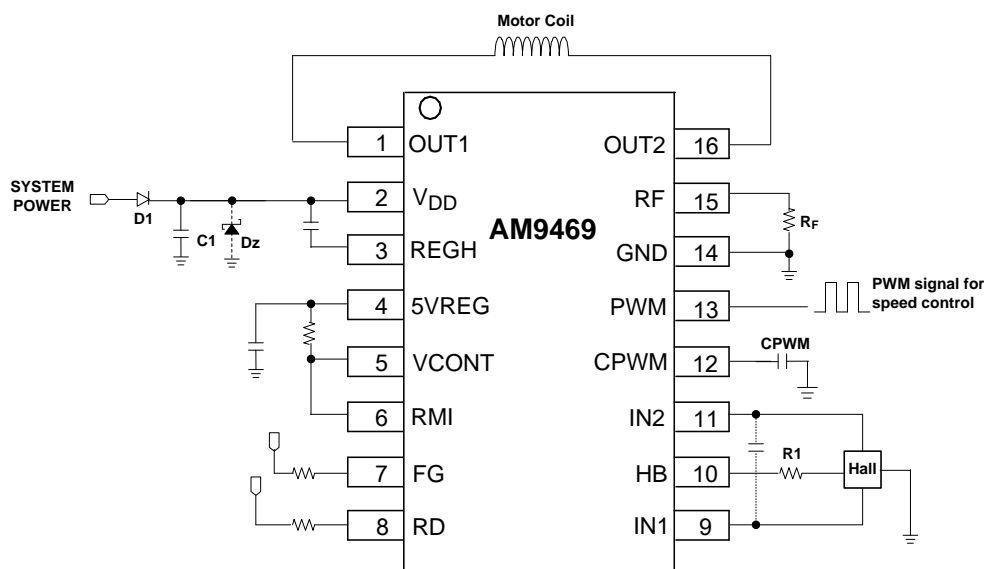 Motor Coil
1 OUT1
OUT2 16
SYSTEM
POWER
D1
C1
Dz
2 VDD
RF 15
RF
AM9469
3 REGH
GND 14
4 5VREG
PWM 13
PWM signal for
speed control
5 VCONT
CPWM 12
CPWM
6 RMI
IN2 11
7 FG
HB 10
R1
Hall
8 RD
IN1 9